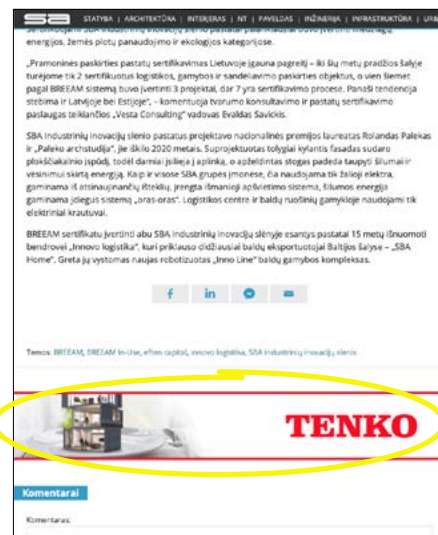 STATYBA | ARCHITEKTŪRA | INTERJERAS | NT | PAVELDAS | INŽINERIJA | INFRASTRUKTŪRA |
energijos, žemės plotų panaudojimo ir ekologijos kategorijose.
„Pramoninės paskirties pastatų sertifikavimas Lietuvoje įgauna pagreitį – iki šių metų pradžios šalyje
turėjome tik 2 sertifikuotus logistikos, gamybos ir sandėliavimo paskirties objektus, o vien šiemet
pagal BREEAM sistemą buvo įvertinti 3 projektai, dar 7 yra sertifikavimo procese. Panaši tendencija
stebima ir Latvijoje bei Estijoje“, – komentuoja tvarumo konsultavimo ir pastatų sertifikavimo
paslaugas teikiančios „Vesta Consulting“ vadovas Evaldas Savickis.
SBA Industrinių inovacijų slėnio pastatus projektavo nacionalinės premijos laureatas Rolandas Palekas
ir „Paleko archstudija“, jie iškilo 2020 metais. Suprojektuotas tolygiai kylantis fasadas sudaro
plokščiakalnio įspūdį, todėl darniai įsilieja į aplinką, o apželdintas stogas padeda taupyti šilumai ir
vėsinimui skirtą energiją. Kaip ir visose SBA grupės įmonėse, čia naudojama tik žalioji elektra,
gaminama iš atsinaujinančių išteklių, įrengta išmanioji apšvietimo sistema, šilumos energija
gaminama įdiegus sistemą „oras-oras“. Logistikos centre ir baldų ruošinių gamykloje naudojami tik
elektriniai krautuvai.
BREEAM sertifikatu įvertinti abu SBA Industrinių inovacijų slėnyje esantys pastatai 15 metų išnuomoti
bendrovei „Innovo logistika“, kuri priklauso didžiausiai baldų eksportuotojai Baltijos šalyse – „SBA
Home“. Greta jų vystomas naujas robotizuotas „Inno Line“ baldų gamybos kompleksas.
Temos: BREEAM, BREEAM In-Use, eften capital, innovo logistika, SBA Industrinių inovacijų slėnis
TENKO
Komentarai
Komentaras: